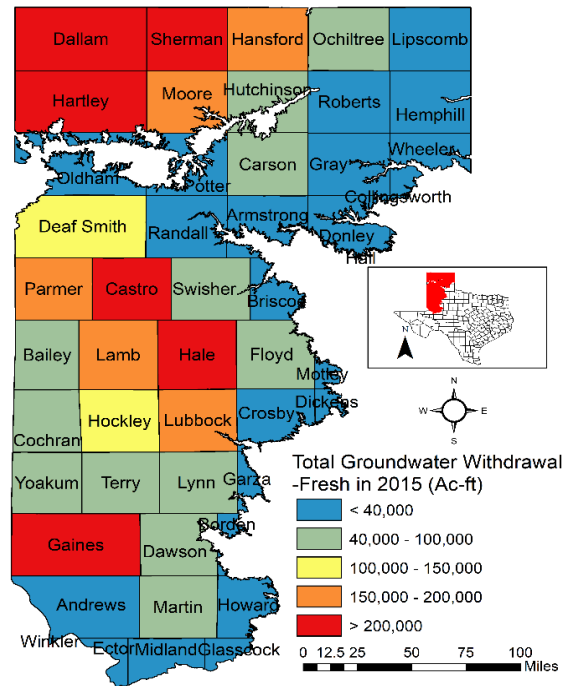 Dallam Sherman Hansford Ochiltree Lipscomb
Hartley Moore Hutchinson Roberts Hemphill
Oldham Potter Carson Gray Wheeler
Collingsworth
Deaf Smith Randall Armstrong Donley
Hall
Parmer Castro Swisher Briscoe
Bailey Lamb Hale Floyd Motley
Cochran Hockley Lubbock Crosby Dickens
Yoakum Terry Lynn Garza
Gaines Dawson Borden
Andrews Martin Howard
Winkler Ector Midland Glasscock
N
N
W E
S
Total Groundwater Withdrawal
-Fresh in 2015 (Ac-ft)
< 40,000
40,000 - 100,000
100,000 - 150,000
150,000 - 200,000
> 200,000
0 12.5 25 50 75 100
Miles